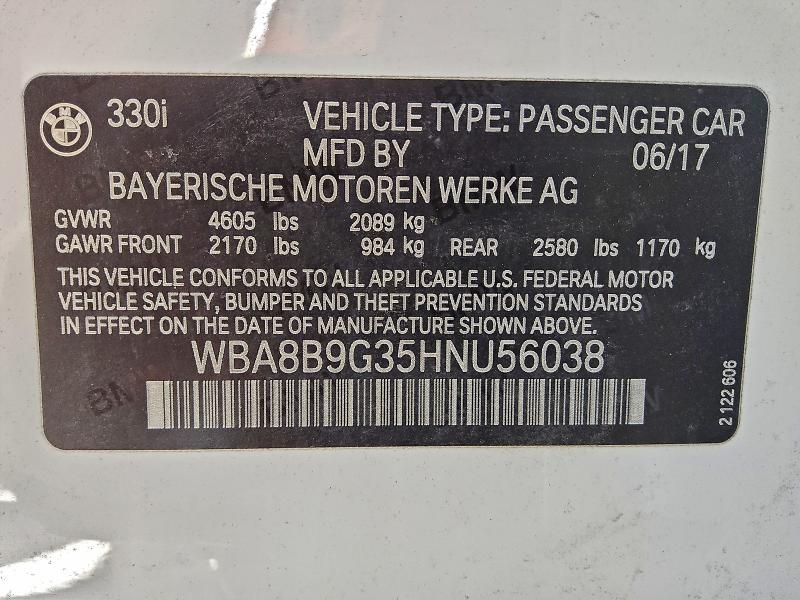 BMW 330i VEHICLE TYPE: PASSENGER CAR
MFD BY 06/17
BAYERISCHE MOTOREN WERKE AG
GVWR 4605 lbs 2089 kg
GAWR FRONT 2170 lbs 984 kg REAR 2580 lbs 1170 kg
THIS VEHICLE CONFORMS TO ALL APPLICABLE U.S. FEDERAL MOTOR
VEHICLE SAFETY, BUMPER AND THEFT PREVENTION STANDARDS
IN EFFECT ON THE DATE OF MANUFACTURE SHOWN ABOVE.
WBA8B9G35HNU56038
2 122 606